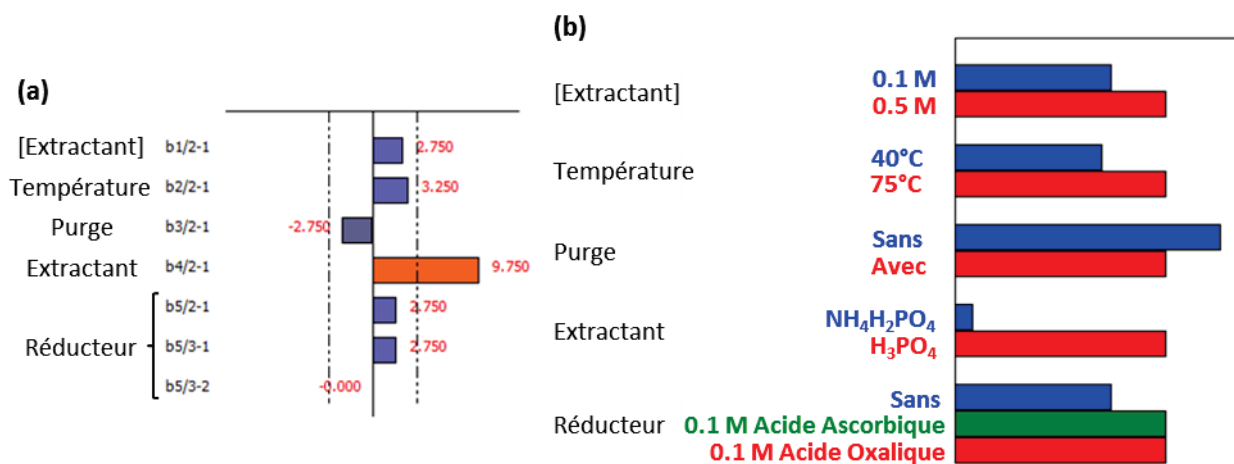 (a)
[Extractant] b1/2-1 2.750
Température b2/2-1 3.250
Purge b3/2-1 -2.750
Extractant b4/2-1 9.750
Réducteur
b5/2-1 2.750
b5/3-1 2.750
b5/3-2 -0.000
(b)
[Extractant]
0.1 M
0.5 M
Température
40°C
75°C
Purge
Sans
Avec
Extractant
NH₄H₂PO₄
H₃PO₄
Réducteur
Sans
0.1 M Acide Ascorbique
0.1 M Acide Oxalique